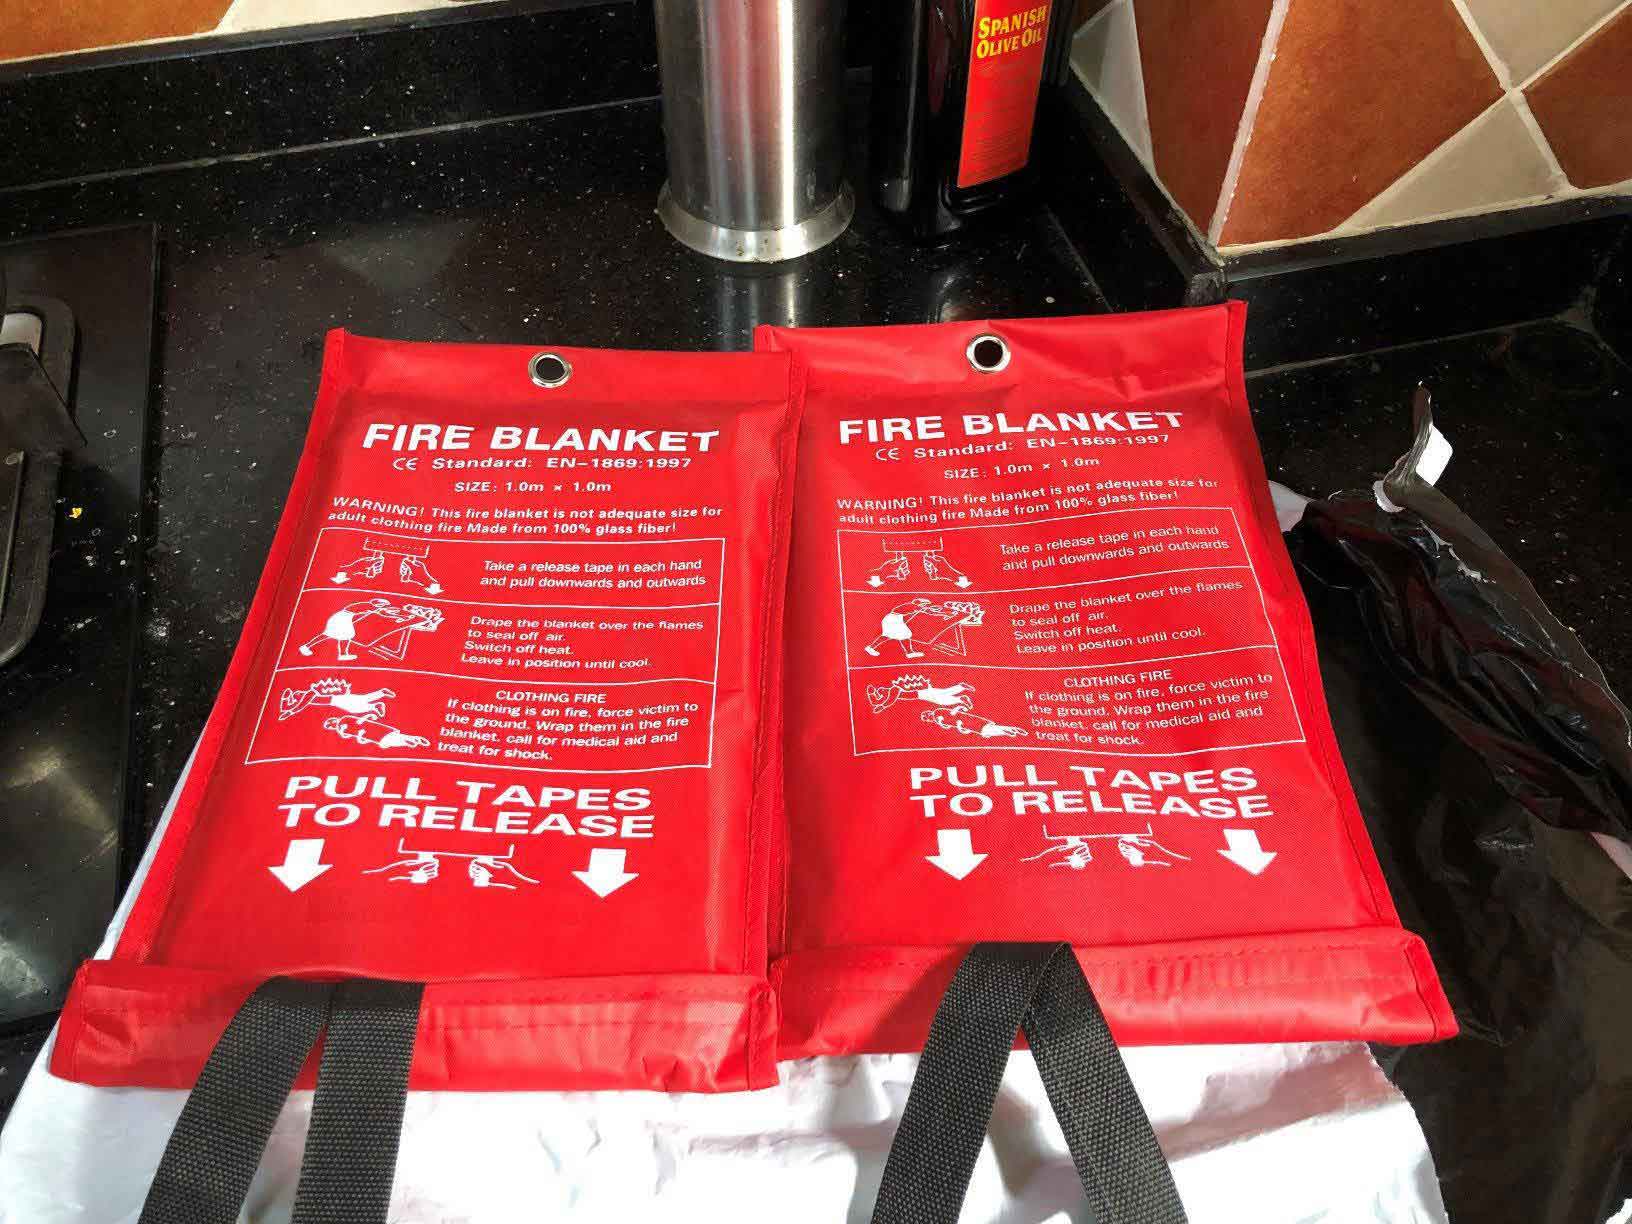 SPANISH
OLIVE OIL
FIRE BLANKET
CE Standard: EN-1869:1997
SIZE: 1.0m × 1.0m
WARNING! This fire blanket is not adequate size for
adult clothing fire Made from 100% glass fiber!
Take a release tape in each hand
and pull downwards and outwards
Drape the blanket over the flames
to seal off air.
Switch off heat.
Leave in position until cool.
CLOTHING FIRE
If clothing is on fire, force victim to
the ground. Wrap them in the fire
blanket, call for medical aid and
treat for shock.
PULL TAPES
TO RELEASE
FIRE BLANKET
CE Standard: EN-1869:1997
SIZE: 1.0m × 1.0m
WARNING! This fire blanket is not adequate size for
adult clothing fire Made from 100% glass fiber!
Take a release tape in each hand
and pull downwards and outwards
Drape the blanket over the flames
to seal off air.
Switch off heat.
Leave in position until cool.
CLOTHING FIRE
If clothing is on fire, force victim to
the ground. Wrap them in the fire
blanket, call for medical aid and
treat for shock.
PULL TAPES
TO RELEASE